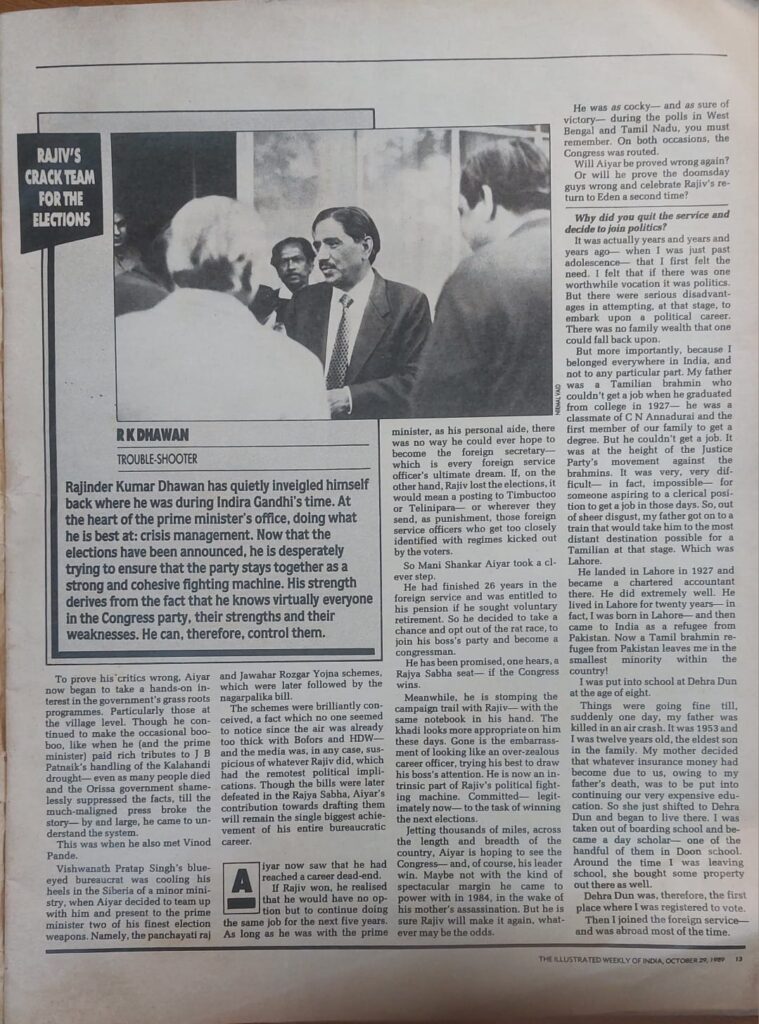 RAJIV'S
CRACK TEAM
FOR THE
ELECTIONS
NEMAI VAID
R K DHAWAN
TROUBLE-SHOOTER
Rajinder Kumar Dhawan has quietly inveigled himself
back where he was during Indira Gandhi's time. At
the heart of the prime minister's office, doing what
he is best at: crisis management. Now that the
elections have been announced, he is desperately
trying to ensure that the party stays together as a
strong and cohesive fighting machine. His strength
derives from the fact that he knows virtually everyone
in the Congress party, their strengths and their
weaknesses. He can, therefore, control them.
To prove his critics wrong, Aiyar
now began to take a hands-on in-
terest in the government's grass roots
programmes. Particularly those at
the village level. Though he con-
tinued to make the occasional boo-
boo, like when he (and the prime
minister) paid rich tributes to J B
Patnaik's handling of the Kalahandi
drought— even as many people died
and the Orissa government shame-
lessly suppressed the facts, till the
much-maligned press broke the
story— by and large, he came to un-
derstand the system.
This was when he also met Vinod
Pande.
Vishwanath Pratap Singh's blue-
eyed bureaucrat was cooling his
heels in the Siberia of a minor minis-
try, when Aiyar decided to team up
with him and present to the prime
minister two of his finest election
weapons. Namely, the panchayati raj
and Jawahar Rozgar Yojna schemes,
which were later followed by the
nagarpalika bill.
The schemes were brilliantly con-
ceived, a fact which no one seemed
to notice since the air was already
too thick with Bofors and HDW—
and the media was, in any case, sus-
picious of whatever Rajiv did, which
had the remotest political impli-
cations. Though the bills were later
defeated in the Rajya Sabha, Aiyar's
contribution towards drafting them
will remain the single biggest achie-
vement of his entire bureaucratic
career.
Aiyar now saw that he had
reached a career dead-end.
If Rajiv won, he realised
that he would have no op-
tion but to continue doing
the same job for the next five years.
As long as he was with the prime
minister, as his personal aide, there
was no way he could ever hope to
become the foreign secretary—
which is every foreign service
officer's ultimate dream. If, on the
other hand, Rajiv lost the elections, it
would mean a posting to Timbuctoo
or Telinipara— or wherever they
send, as punishment, those foreign
service officers who get too closely
identified with regimes kicked out
by the voters.
So Mani Shankar Aiyar took a cl-
ever step.
He had finished 26 years in the
foreign service and was entitled to
his pension if he sought voluntary
retirement. So he decided to take a
chance and opt out of the rat race, to
join his boss's party and become a
congressman.
He has been promised, one hears, a
Rajya Sabha seat— if the Congress
wins.
Meanwhile, he is stomping the
campaign trail with Rajiv— with the
same notebook in his hand. The
khadi looks more appropriate on him
these days. Gone is the embarrass-
ment of looking like an over-zealous
career officer, trying his best to draw
his boss's attention. He is now an in-
trinsic part of Rajiv's political fight-
ing machine. Committed— legit-
imately now— to the task of winning
the next elections.
Jetting thousands of miles, across
the length and breadth of the
country, Aiyar is hoping to see the
Congress— and, of course, his leader
win. Maybe not with the kind of
spectacular margin he came to
power with in 1984, in the wake of
his mother's assassination. But he is
sure Rajiv will make it again, what-
ever may be the odds.
He was as cocky— and as sure of
victory— during the polls in West
Bengal and Tamil Nadu, you must
remember. On both occasions, the
Congress was routed.
Will Aiyar be proved wrong again?
Or will he prove the doomsday
guys wrong and celebrate Rajiv's re-
turn to Eden a second time?
Why did you quit the service and
decide to join politics?
It was actually years and years and
years ago— when I was just past
adolescence— that I first felt the
need. I felt that if there was one
worthwhile vocation it was politics.
But there were serious disadvant-
ages in attempting, at that stage, to
embark upon a political career.
There was no family wealth that one
could fall back upon.
But more importantly, because I
belonged everywhere in India, and
not to any particular part. My father
was a Tamilian brahmin who
couldn't get a job when he graduated
from college in 1927— he was a
classmate of C N Annadurai and the
first member of our family to get a
degree. But he couldn't get a job. It
was at the height of the Justice
Party's movement against the
brahmins. It was very, very dif-
ficult— in fact, impossible— for
someone aspiring to a clerical posi-
tion to get a job in those days. So, out
of sheer disgust, my father got on to a
train that would take him to the most
distant destination possible for a
Tamilian at that stage. Which was
Lahore.
He landed in Lahore in 1927 and
became a chartered accountant
there. He did extremely well. He
lived in Lahore for twenty years— in
fact, I was born in Lahore— and then
came to India as a refugee from
Pakistan. Now a Tamil brahmin re-
fugee from Pakistan leaves me in the
smallest minority within the
country!
I was put into school at Dehra Dun
at the age of eight.
Things were going fine till,
suddenly one day, my father was
killed in an air crash. It was 1953 and
I was twelve years old, the eldest son
in the family. My mother decided
that whatever insurance money had
become due to us, owing to my
father's death, was to be put into
continuing our very expensive edu-
cation. So she just shifted to Dehra
Dun and began to live there. I was
taken out of boarding school and be-
came a day scholar— one of the
handful of them in Doon school.
Around the time I was leaving
school, she bought some property
out there as well.
Dehra Dun was, therefore, the first
place where I was registered to vote.
Then I joined the foreign service—
and was abroad most of the time.
THE ILLUSTRATED WEEKLY OF INDIA, OCTOBER 29, 1989 13